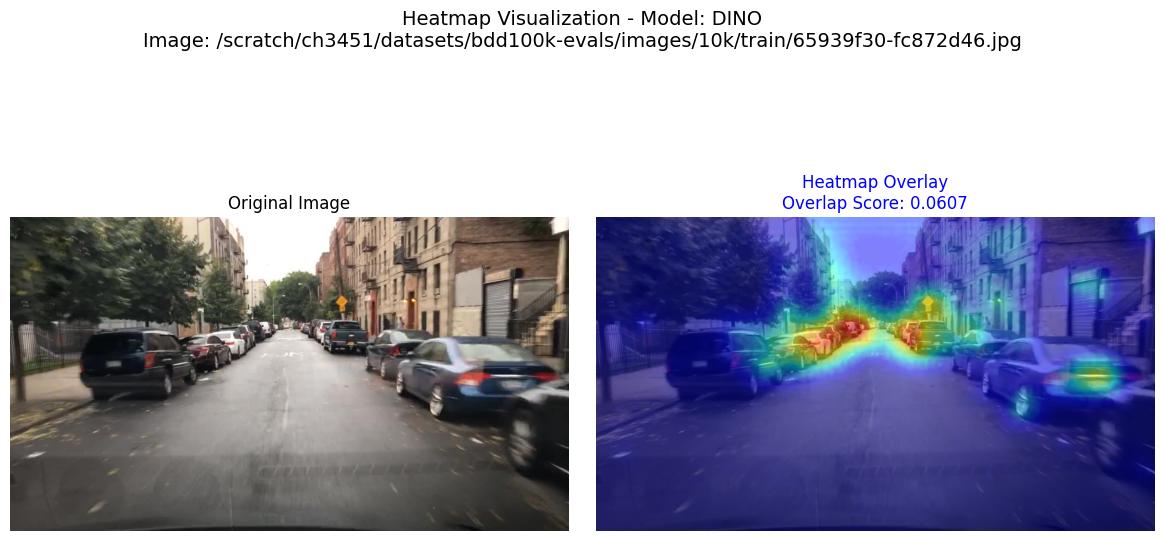 Heatmap Visualization - Model: DINO
Image: /scratch/ch3451/datasets/bdd100k-evals/images/10k/train/65939f30-fc872d46.jpg
Original Image
Heatmap Overlay
Overlap Score: 0.0607